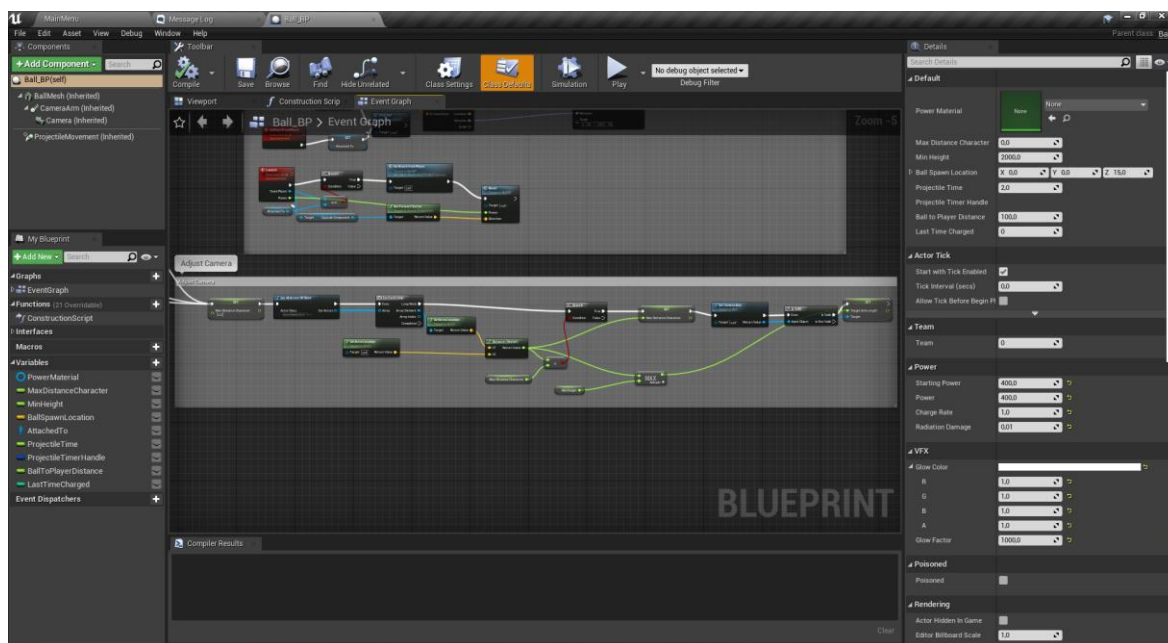 MainMenu
Message Log
Ball_BP
File Edit Asset View Debug Window Help
Parent class: Ba
Components
+Add Component
Search
Ball_BP(self)
BallMesh (Inherited)
CameraArm (Inherited)
Camera (Inherited)
ProjectileMovement (Inherited)
My Blueprint
+Add New
Search
Graphs
EventGraph
Functions (21 Overridable)
ConstructionScript
Interfaces
Macros
Variables
PowerMaterial
MaxDistanceCharacter
MinHeight
BallSpawnLocation
AttachedTo
ProjectileTime
ProjectileTimerHandle
BallToPlayerDistance
LastTimeCharged
Event Dispatchers
Toolbar
Compile
Save
Browse
Find
Hide Unrelated
Class Settings
Class Defaults
Simulation
Play
No debug object selected
Debug Filter
Viewport
Construction Scrip
Event Graph
Ball_BP > Event Graph
Zoom -5
Adjust Camera
MAX
BLUEPRINT
Compiler Results
Clear
Details
Search Details
Default
Power Material
None
None
Max Distance Character 0,0
Min Height 2000,0
Ball Spawn Location X 0,0 Y 0,0 Z 15,0
Projectile Time 2,0
Projectile Timer Handle
Ball to Player Distance 100,0
Last Time Charged 0
Actor Tick
Start with Tick Enabled
Tick Interval (secs) 0,0
Allow Tick Before Begin Pl
Team
Team 0
Power
Starting Power 400,0
Power 400,0
Charge Rate 1,0
Radiation Damage 0,01
VFX
Glow Color
R 1,0
G 1,0
B 1,0
A 1,0
Glow Factor 1000,0
Poisoned
Poisoned
Rendering
Actor Hidden In Game
Editor Billboard Scale 1,0